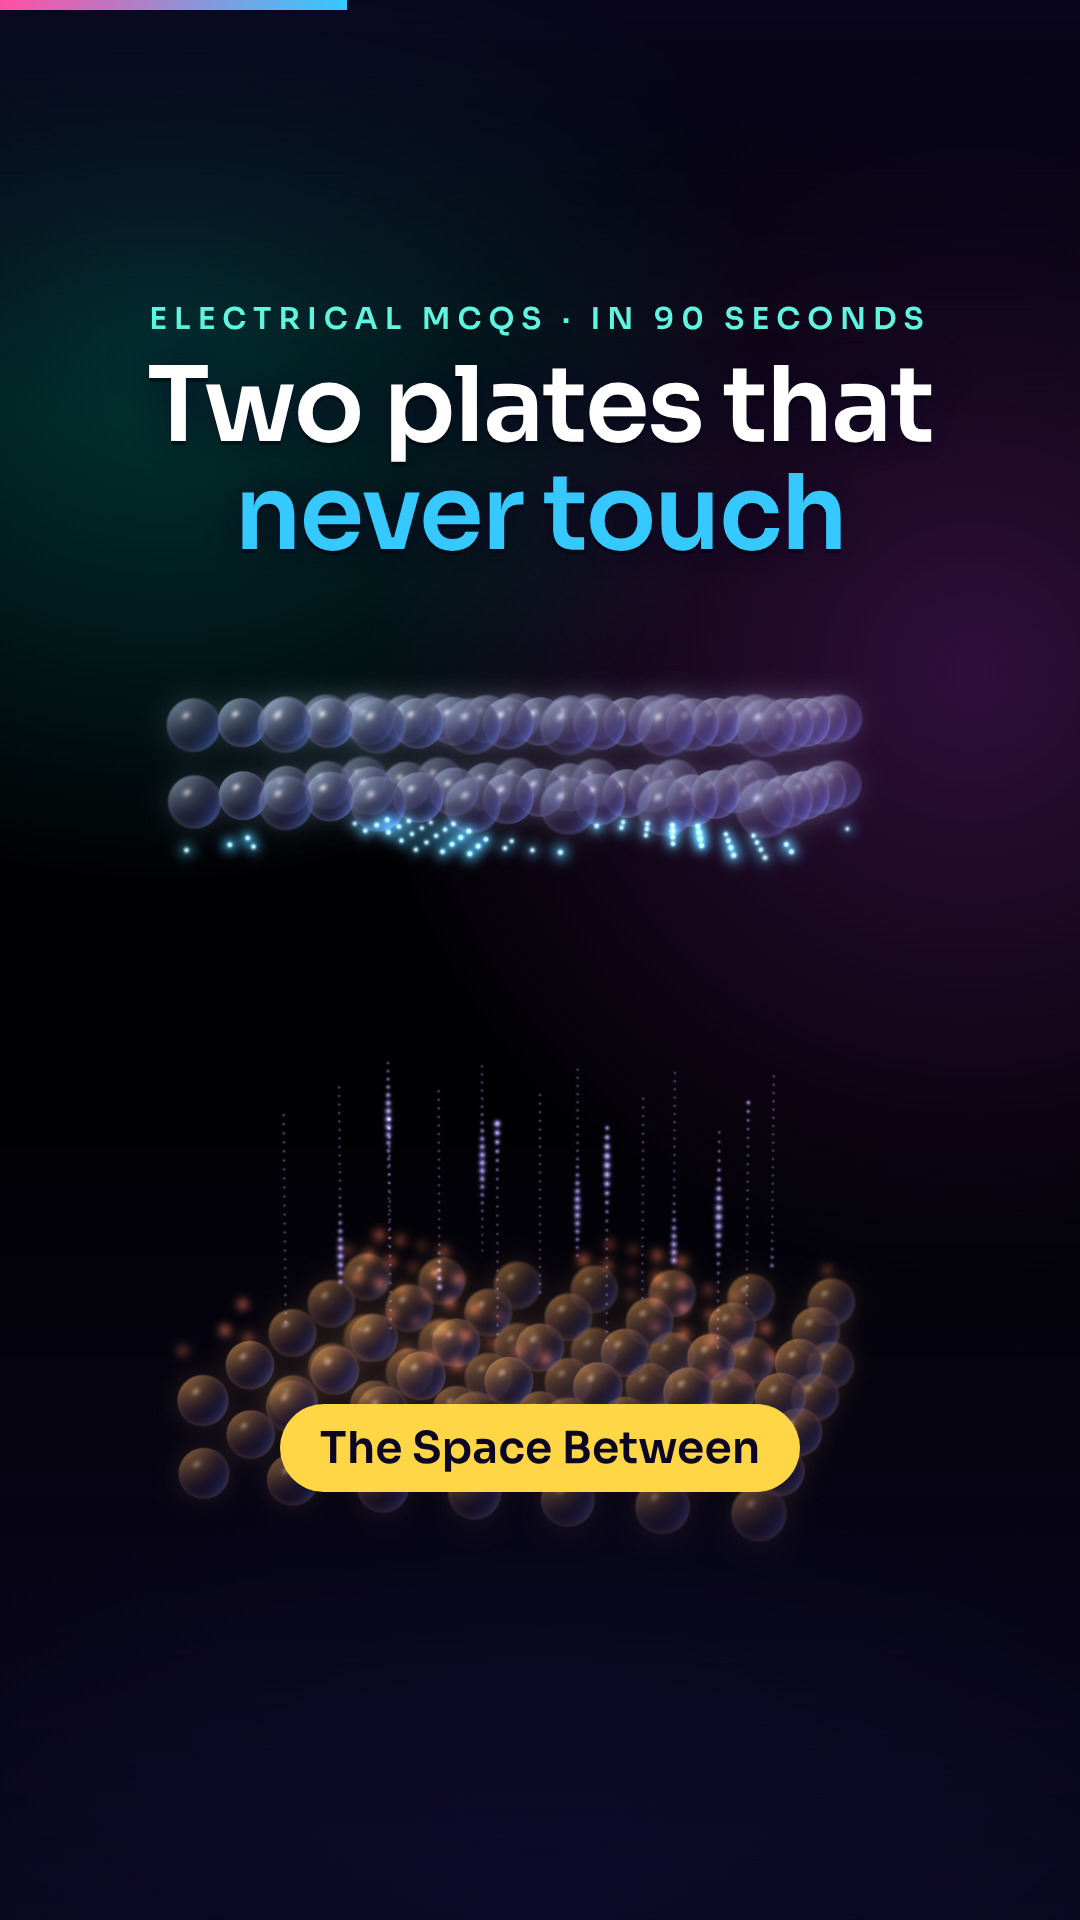 ELECTRICAL MCQS · IN 90 SECONDS
Two plates that
never touch
The Space Between